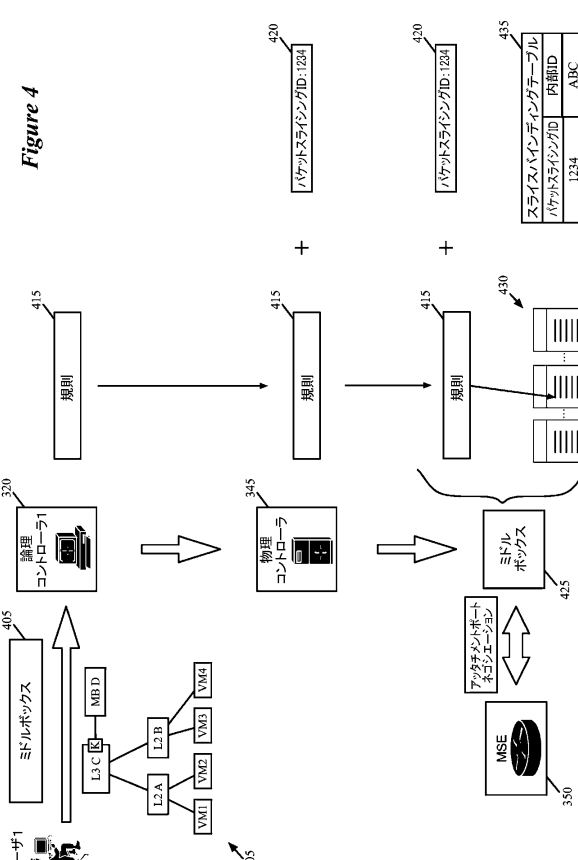 Figure 4
ーザ1
405
ミドルボックス
320
論理
コントローラ1
415
規則
MB D
L3 C
K
L2 A
L2 B
VM1
VM2
VM3
VM4
05
345
物理
コントローラ
415
規則
+
420
パケットスライシングID:1234
MSE
350
アッタチメントポート
ネゴシエーション
ミドル
ボックス
425
415
規則
+
420
パケットスライシングID:1234
430
435
スライスバインディングテーブル
パケットスライシングID
内部ID
1234
ABC